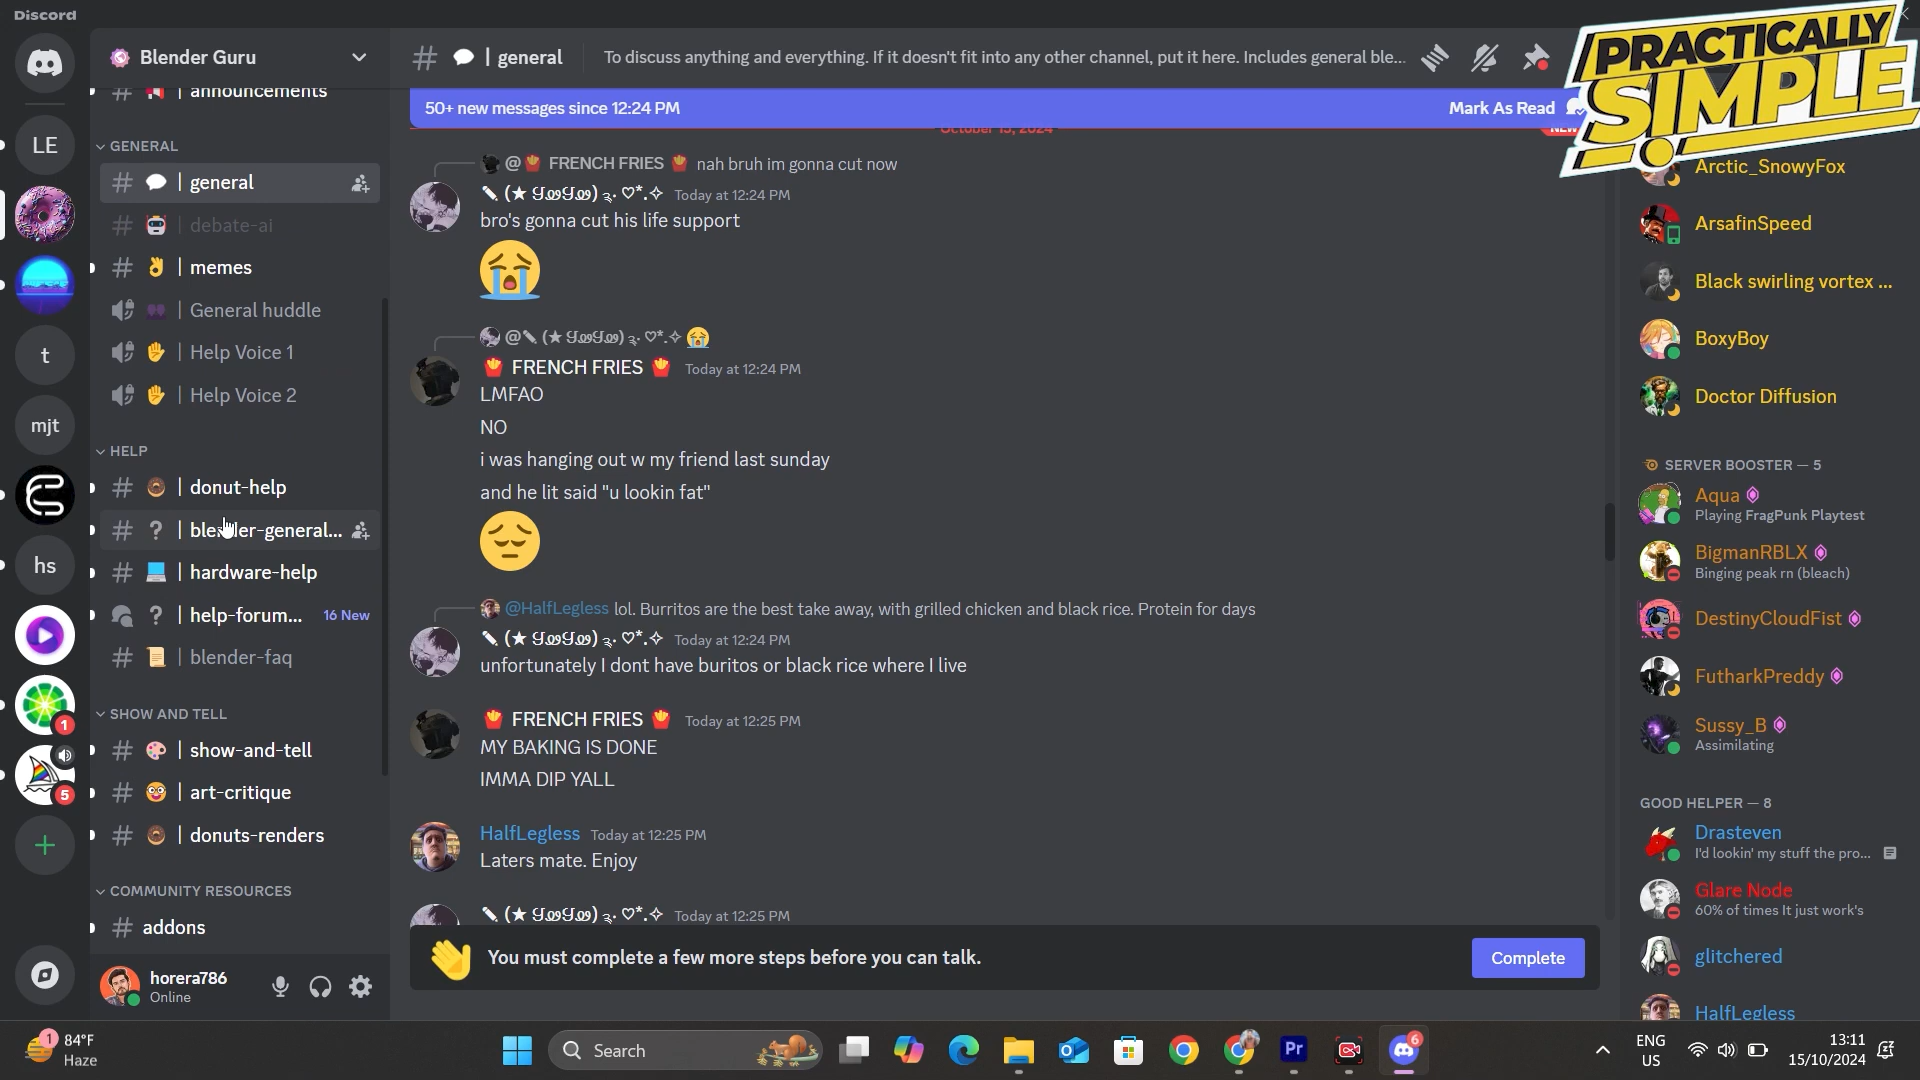 Discord
Blender Guru
announcements
GENERAL
general
debate-ai
memes
General huddle
Help Voice 1
Help Voice 2
HELP
donut-help
blender-general...
hardware-help
help-forum... 16 New
blender-faq
SHOW AND TELL
show-and-tell
art-critique
donuts-renders
COMMUNITY RESOURCES
addons
horera786
Online
LE
t
mjt
hs
1
5
general To discuss anything and everything. If it doesn't fit into any other channel, put it here. Includes general ble...
50+ new messages since 12:24 PM Mark As Read
October 15, 2024 NEW
@ FRENCH FRIES nah bruh im gonna cut now
Today at 12:24 PM
bro's gonna cut his life support
FRENCH FRIES Today at 12:24 PM
LMFAO
NO
i was hanging out w my friend last sunday
and he lit said "u lookin fat"
@HalfLegless lol. Burritos are the best take away, with grilled chicken and black rice. Protein for days
Today at 12:24 PM
unfortunately I dont have buritos or black rice where I live
FRENCH FRIES Today at 12:25 PM
MY BAKING IS DONE
IMMA DIP YALL
HalfLegless Today at 12:25 PM
Laters mate. Enjoy
Today at 12:25 PM
You must complete a few more steps before you can talk. Complete
PRACTICALLY
SIMPLE
Arctic_SnowyFox
ArsafinSpeed
Black swirling vortex ...
BoxyBoy
Doctor Diffusion
SERVER BOOSTER — 5
Aqua
Playing FragPunk Playtest
BigmanRBLX
Binging peak rn (bleach)
DestinyCloudFist
FutharkPreddy
Sussy_B
Assimilating
GOOD HELPER — 8
Drasteven
I'd lookin' my stuff the pro...
Glare Node
60% of times It just work's
glitchered
HalfLegless
1
84°F
Haze
Search
Pr
6
ENG
US
13:11
15/10/2024